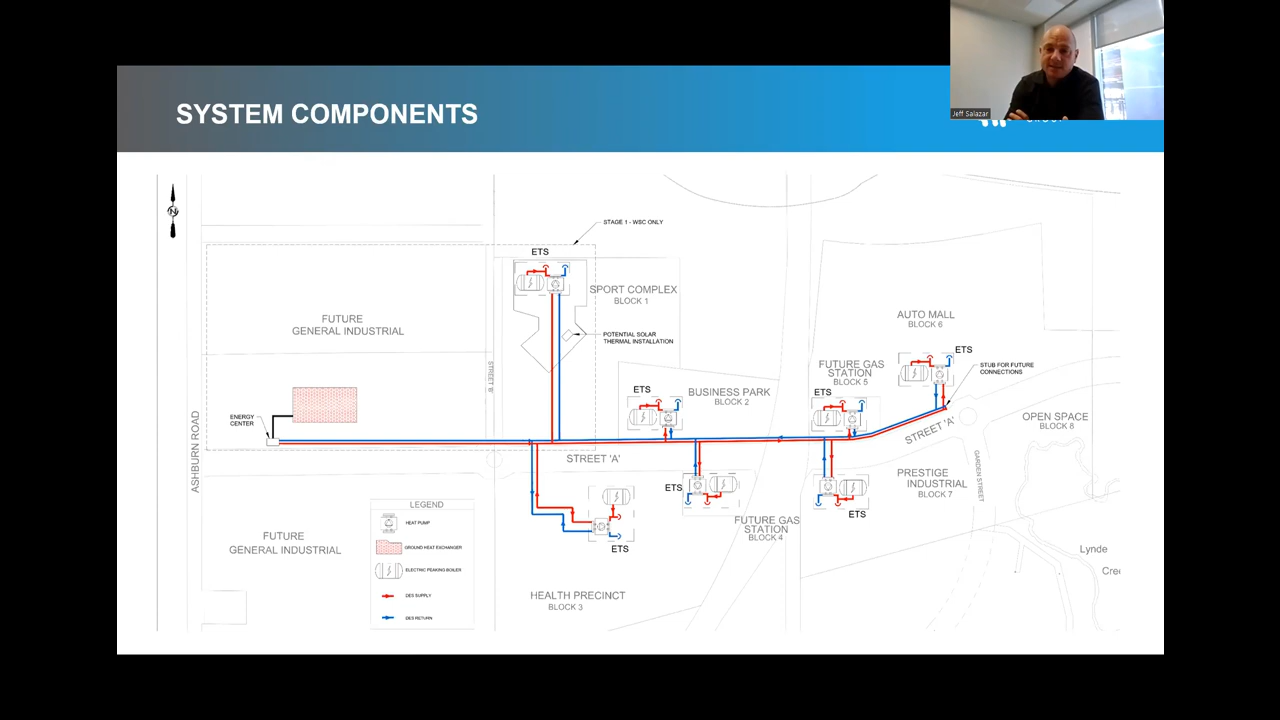 Jeff Salazar
SYSTEM COMPONENTS
N
STAGE 1 - WSC ONLY
ETS
SPORT COMPLEX
BLOCK 1
FUTURE
GENERAL INDUSTRIAL
POTENTIAL SOLAR
THERMAL INSTALLATION
AUTO MALL
BLOCK 6
ETS
STUB FOR FUTURE
CONNECTIONS
FUTURE GAS
STATION
BLOCK 5
ETS
BUSINESS PARK
BLOCK 2
ETS
STREET 'B'
ENERGY
CENTER
ASHBURN ROAD
OPEN SPACE
BLOCK 8
STREET 'A'
STREET 'A'
GARDEN STREET
PRESTIGE
INDUSTRIAL
BLOCK 7
ETS
ETS
FUTURE GAS
STATION
BLOCK 4
LEGEND
HEAT PUMP
GROUND HEAT EXCHANGER
ELECTRIC PEAKING BOILER
DES SUPPLY
DES RETURN
FUTURE
GENERAL INDUSTRIAL
ETS
HEALTH PRECINCT
BLOCK 3
Lynde